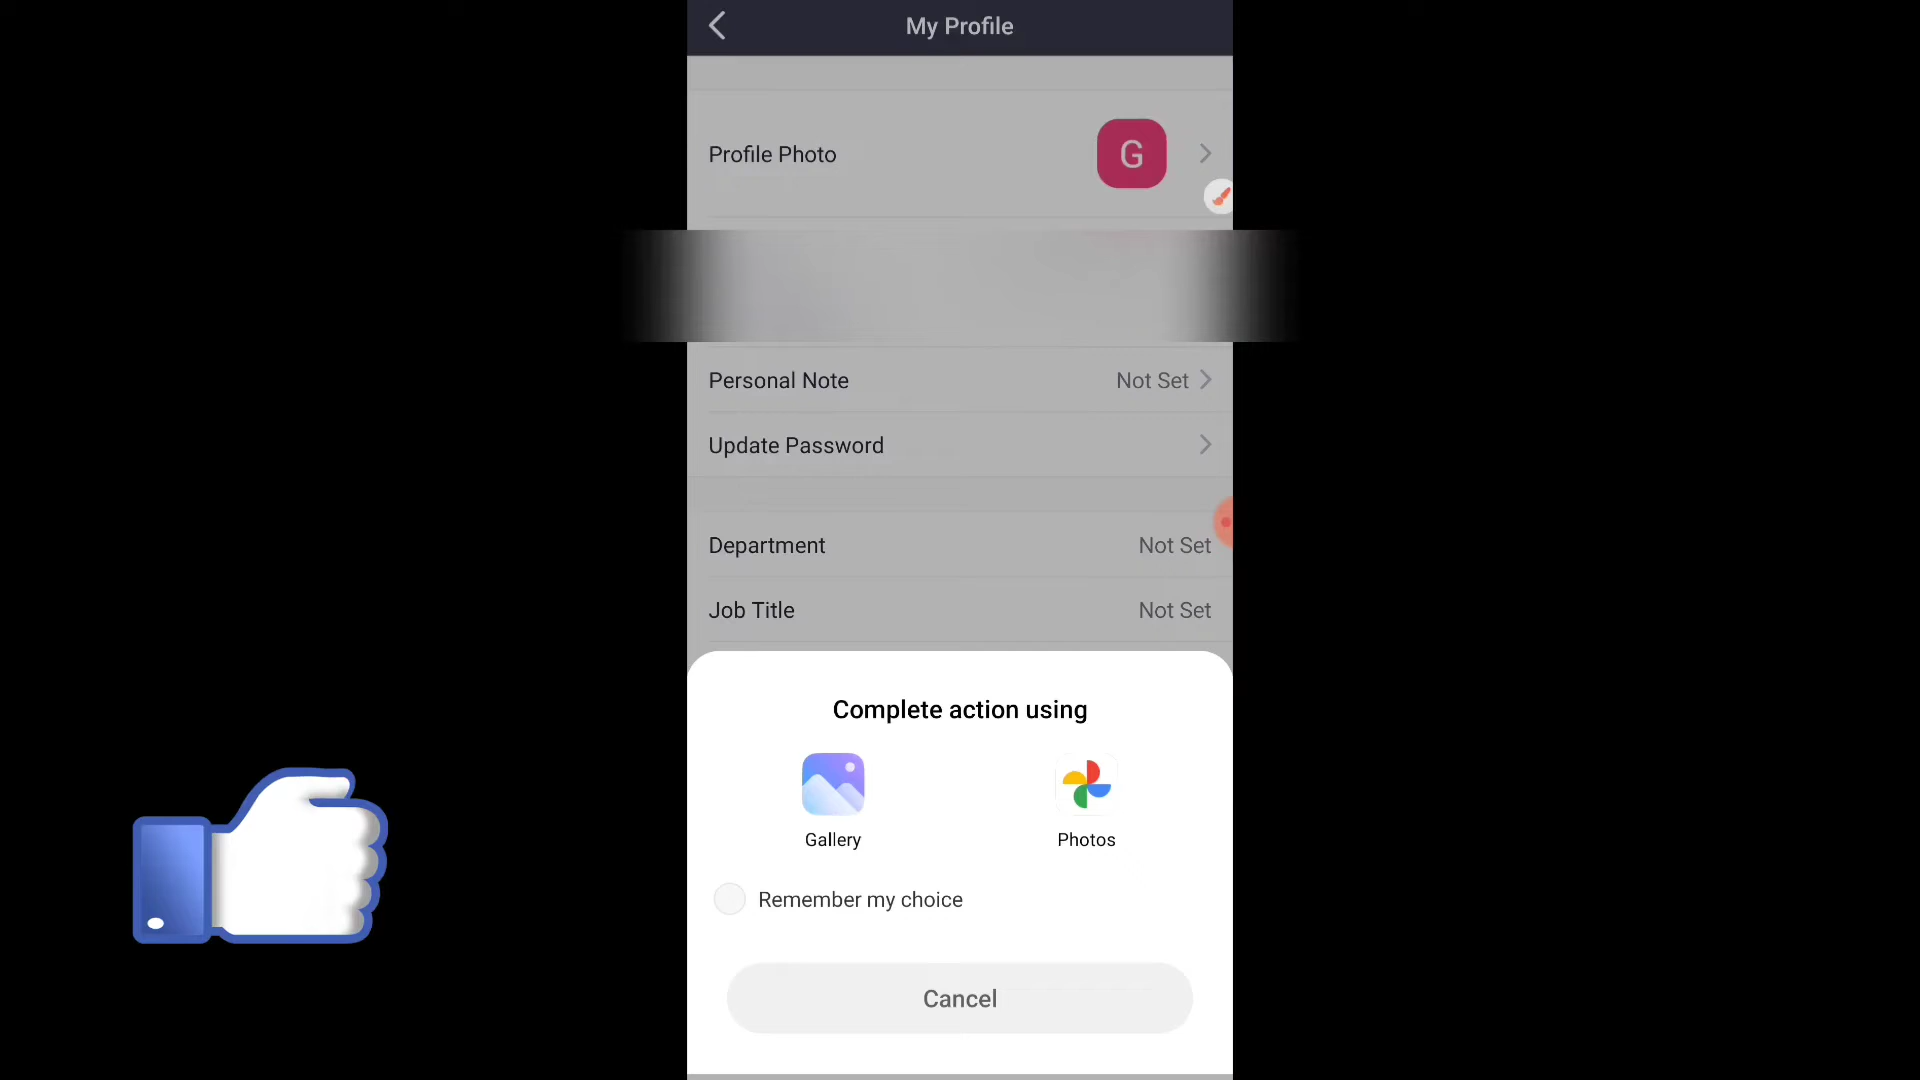 My Profile
Profile Photo
G
Personal Note
Not Set
Update Password
Department
Not Set
Job Title
Not Set
Complete action using
Gallery
Photos
Remember my choice
Cancel